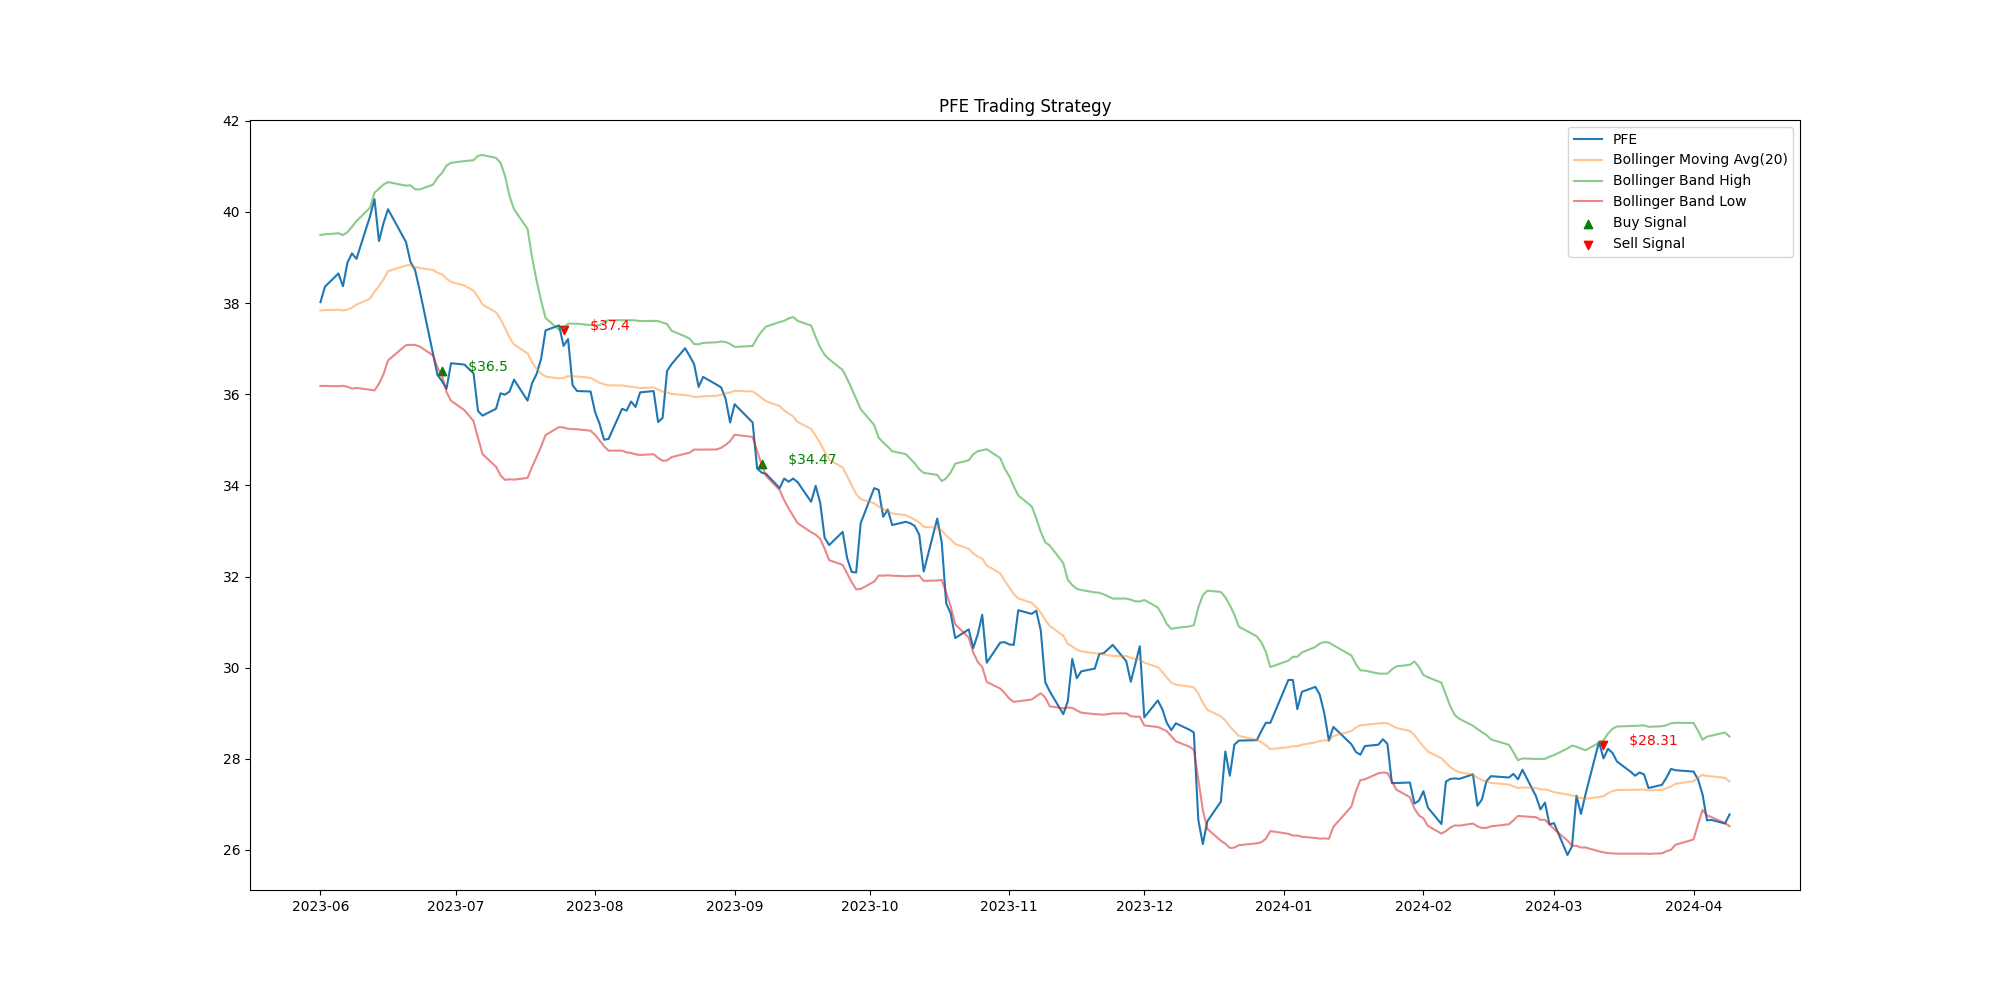 PFE Trading Strategy
42
40
38
36
34
32
30
28
26
PFE
Bollinger Moving Avg(20)
Bollinger Band High
Bollinger Band Low
Buy Signal
Sell Signal
$37.4
$36.5
$34.47
$28.31
2023-06 2023-07 2023-08 2023-09 2023-10 2023-11 2023-12 2024-01 2024-02 2024-03 2024-04